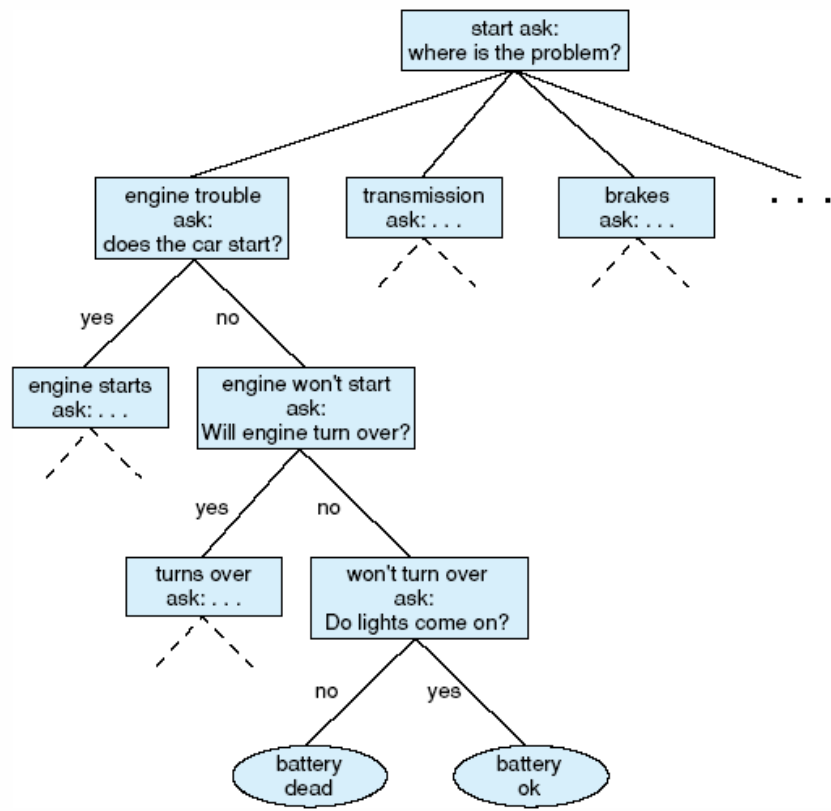 start ask:
where is the problem?
engine trouble
ask:
does the car start?
transmission
ask: . . .
brakes
ask: . . .
. . .
yes
no
engine starts
ask: . . .
engine won't start
ask:
Will engine turn over?
yes
no
turns over
ask: . . .
won't turn over
ask:
Do lights come on?
no
yes
battery
dead
battery
ok